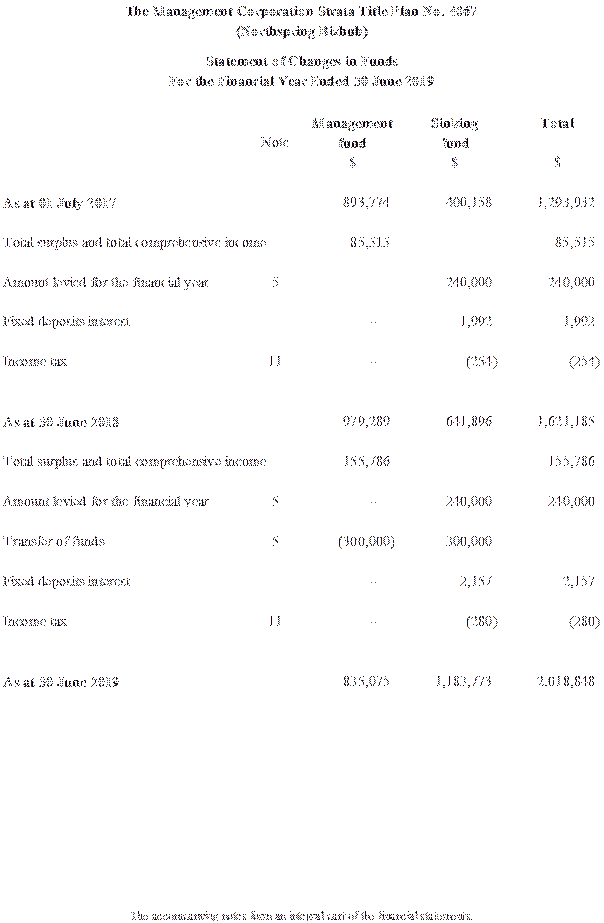 The Management Corporation Strata Title Plan No.
(Northspring Bizhub)
Statement of Changes in Funds
For the Financial Year Ended 30 June 2019
Management Sinking Total
Note fund fund
$ $ $
As at 01 July 2017 893,774 400,158 1,293,932
Total surplus and total comprehensive income 85,515 85,515
Amount levied for the financial year 5 240,000 240,000
Fixed deposits interest - 1,992 1,992
Income tax 11 - (254) (254)
As at 30 June 2018 979,289 641,896 1,621,185
Total surplus and total comprehensive income 155,786 155,786
Amount levied for the financial year 5 - 240,000 240,000
Transfer of funds 5 (300,000) 300,000
Fixed deposits interest - 2,157 2,157
Income tax 11 - (280) (280)
As at 30 June 2019 835,075 1,183,773 2,018,848
The accompanying notes form an integral part of the financial statements.